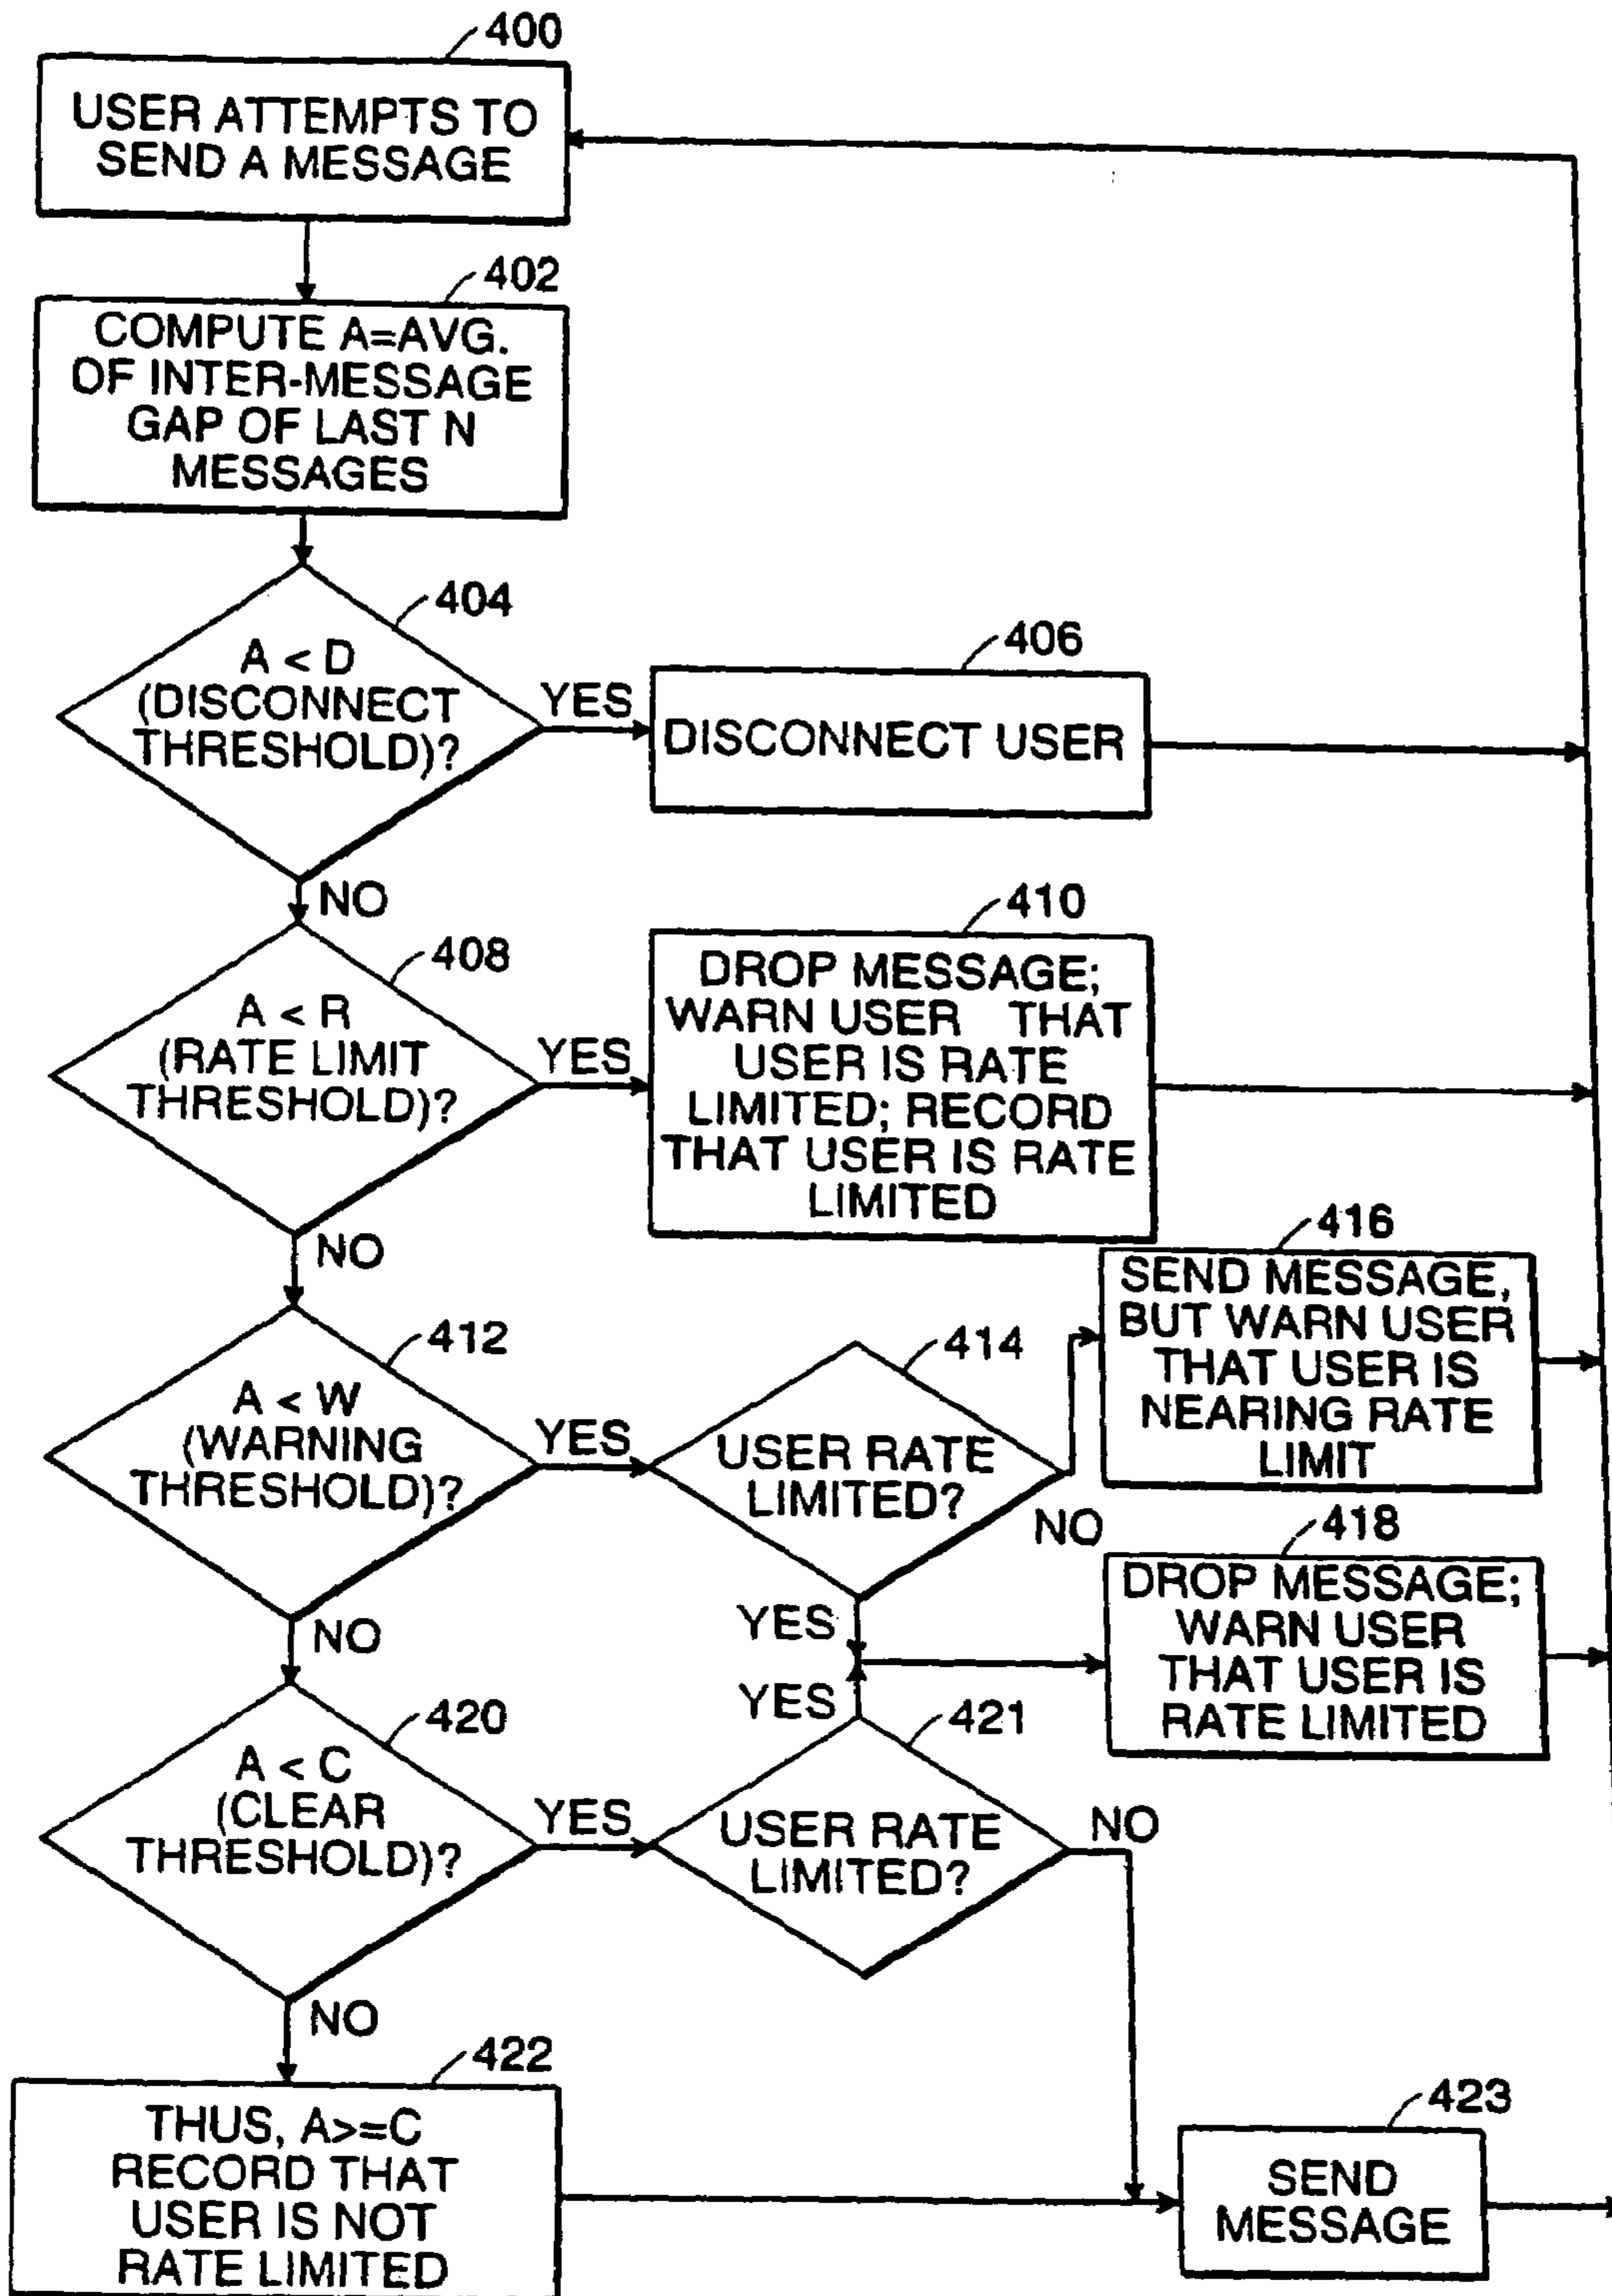 400
USER ATTEMPTS TO
SEND A MESSAGE
402
COMPUTE A=AVG.
OF INTER-MESSAGE
GAP OF LAST N
MESSAGES
404
A < D
(DISCONNECT
THRESHOLD)?
YES
NO
406
DISCONNECT USER
408
A < R
(RATE LIMIT
THRESHOLD)?
YES
NO
410
DROP MESSAGE;
WARN USER THAT
USER IS RATE
LIMITED; RECORD
THAT USER IS RATE
LIMITED
412
A < W
(WARNING
THRESHOLD)?
YES
NO
414
USER RATE
LIMITED?
NO
YES
416
SEND MESSAGE,
BUT WARN USER
THAT USER IS
NEARING RATE
LIMIT
418
DROP MESSAGE;
WARN USER
THAT USER IS
RATE LIMITED
420
A < C
(CLEAR
THRESHOLD)?
YES
NO
421
USER RATE
LIMITED?
YES
NO
422
THUS, A>=C
RECORD THAT
USER IS NOT
RATE LIMITED
423
SEND
MESSAGE